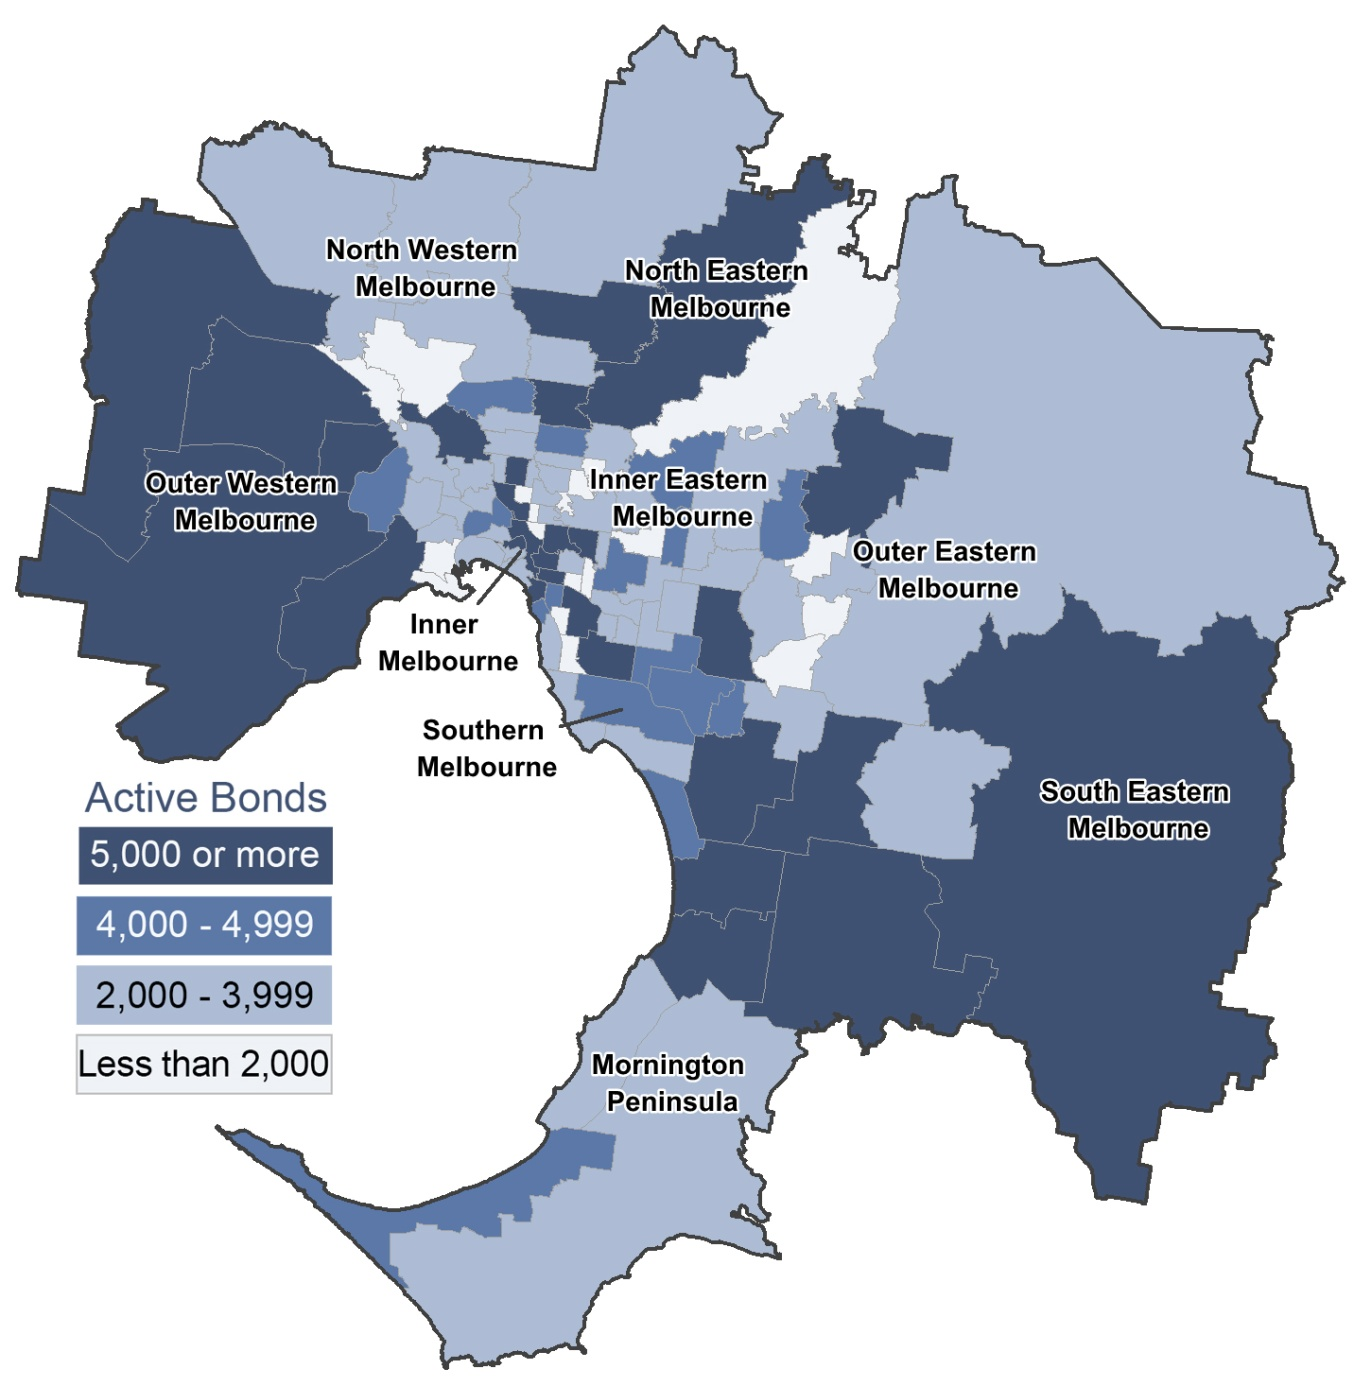 North Western
Melbourne
North Eastern
Melbourne
Outer Western
Melbourne
Inner Eastern
Melbourne
Outer Eastern
Melbourne
Inner
Melbourne
Southern
Melbourne
South Eastern
Melbourne
Active Bonds
5,000 or more
4,000 - 4,999
2,000 - 3,999
Less than 2,000
Mornington
Peninsula